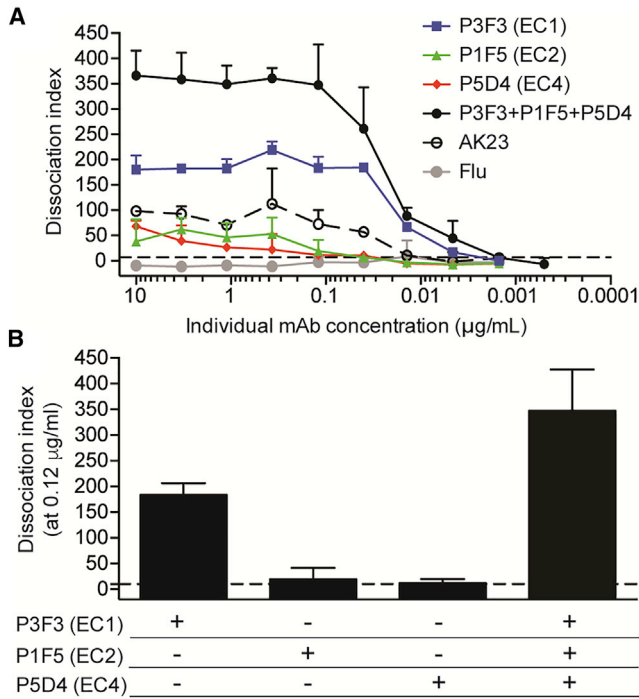 A
Dissociation index
450
400
350
300
250
200
150
100
50
0
P3F3 (EC1)
P1F5 (EC2)
P5D4 (EC4)
P3F3+P1F5+P5D4
AK23
Flu
10 1 0.1 0.01 0.001 0.0001
Individual mAb concentration (µg/mL)
B
Dissociation index
(at 0.12 µg/ml)
450
400
350
300
250
200
150
100
50
0
P3F3 (EC1) + - - +
P1F5 (EC2) - + - +
P5D4 (EC4) - - + +